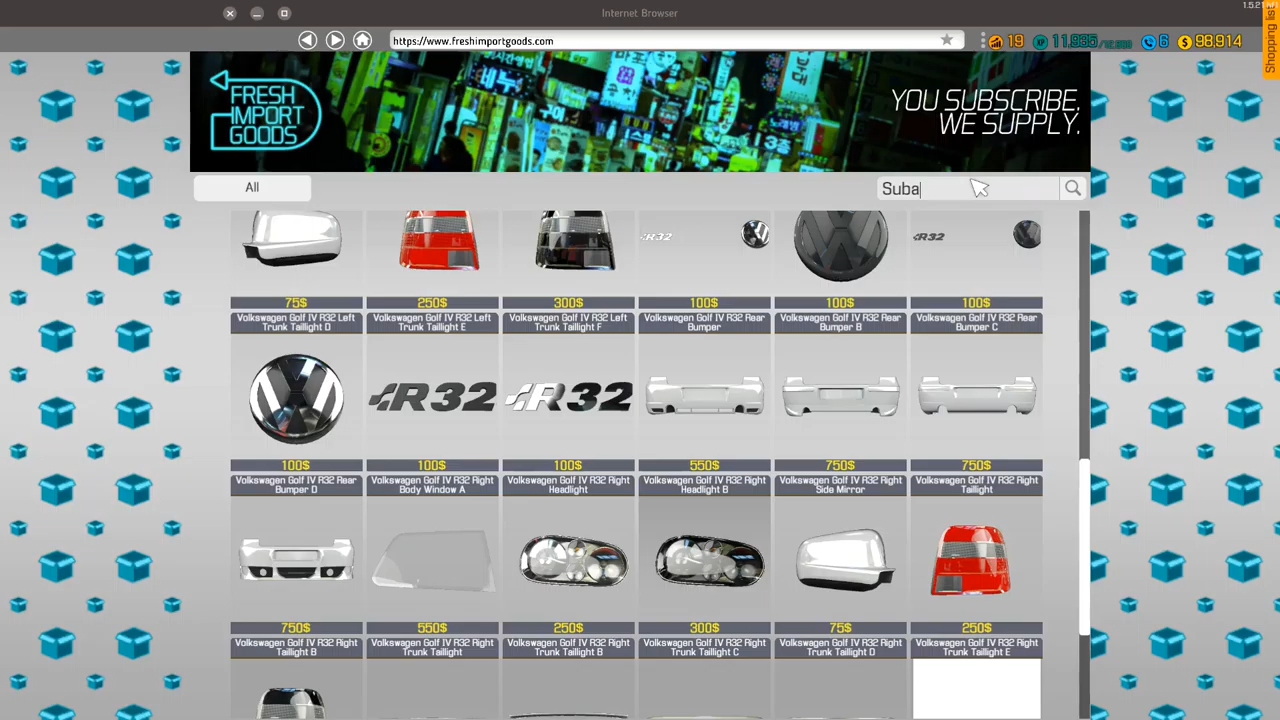 Internet Browser
1.5.21
Shopping list
https://www.freshimportgoods.com
19
XP
11,935/12,668
6
$
98,914
FRESH
IMPORT
GOODS
비누
YOU SUBSCRIBE.
WE SUPPLY.
All
Suba
R32
R32
75$
250$
300$
100$
100$
100$
Volkswagen Golf IV R32 Left
Trunk Taillight D
Volkswagen Golf IV R32 Left
Trunk Taillight E
Volkswagen Golf IV R32 Left
Trunk Taillight F
Volkswagen Golf IV R32 Rear
Bumper
Volkswagen Golf IV R32 Rear
Bumper B
Volkswagen Golf IV R32 Rear
Bumper C
R32
R32
100$
100$
100$
550$
750$
750$
Volkswagen Golf IV R32 Rear
Bumper D
Volkswagen Golf IV R32 Right
Body Window A
Volkswagen Golf IV R32 Right
Headlight
Volkswagen Golf IV R32 Right
Headlight B
Volkswagen Golf IV R32 Right
Side Mirror
Volkswagen Golf IV R32 Right
Taillight
750$
550$
250$
300$
75$
250$
Volkswagen Golf IV R32 Right
Taillight B
Volkswagen Golf IV R32 Right
Trunk Taillight
Volkswagen Golf IV R32 Right
Trunk Taillight B
Volkswagen Golf IV R32 Right
Trunk Taillight C
Volkswagen Golf IV R32 Right
Trunk Taillight D
Volkswagen Golf IV R32 Right
Trunk Taillight E